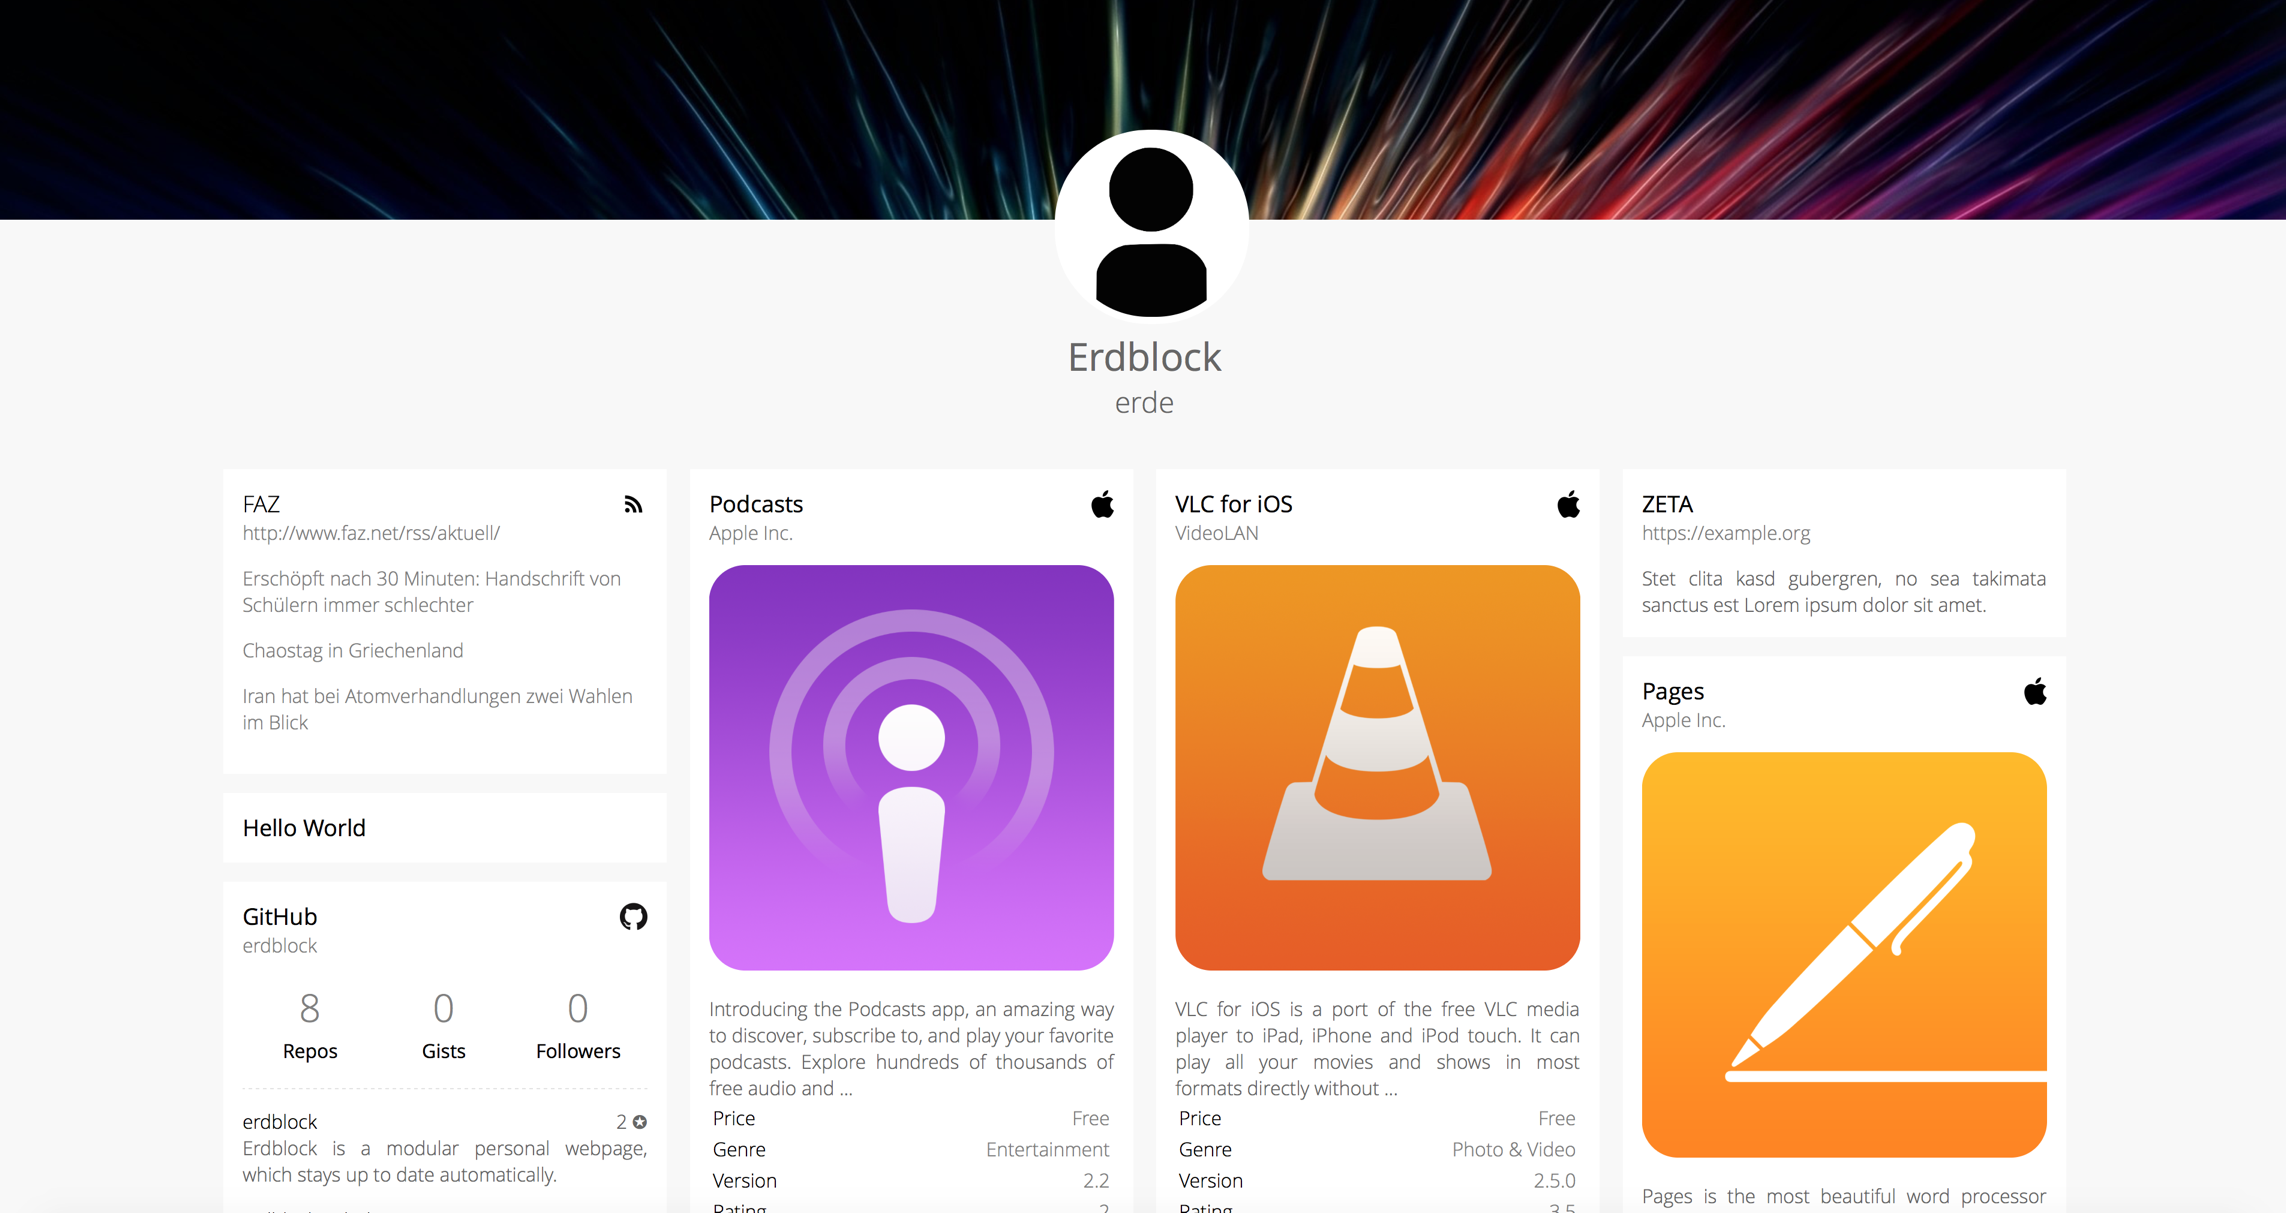 Erdblock
erde
FAZ
http://www.faz.net/rss/aktuell/
Erschöpft nach 30 Minuten: Handschrift von
Schülern immer schlechter
Chaostag in Griechenland
Iran hat bei Atomverhandlungen zwei Wahlen
im Blick
Hello World
GitHub
erdblock
8 0 0
Repos Gists Followers
erdblock 2
Erdblock is a modular personal webpage,
which stays up to date automatically.
Podcasts
Apple Inc.
Introducing the Podcasts app, an amazing way
to discover, subscribe to, and play your favorite
podcasts. Explore hundreds of thousands of
free audio and ...
Price Free
Genre Entertainment
Version 2.2
Rating 2
VLC for iOS
VideoLAN
VLC for iOS is a port of the free VLC media
player to iPad, iPhone and iPod touch. It can
play all your movies and shows in most
formats directly without ...
Price Free
Genre Photo & Video
Version 2.5.0
Rating 3.5
ZETA
https://example.org
Stet clita kasd gubergren, no sea takimata
sanctus est Lorem ipsum dolor sit amet.
Pages
Apple Inc.
Pages is the most beautiful word processor